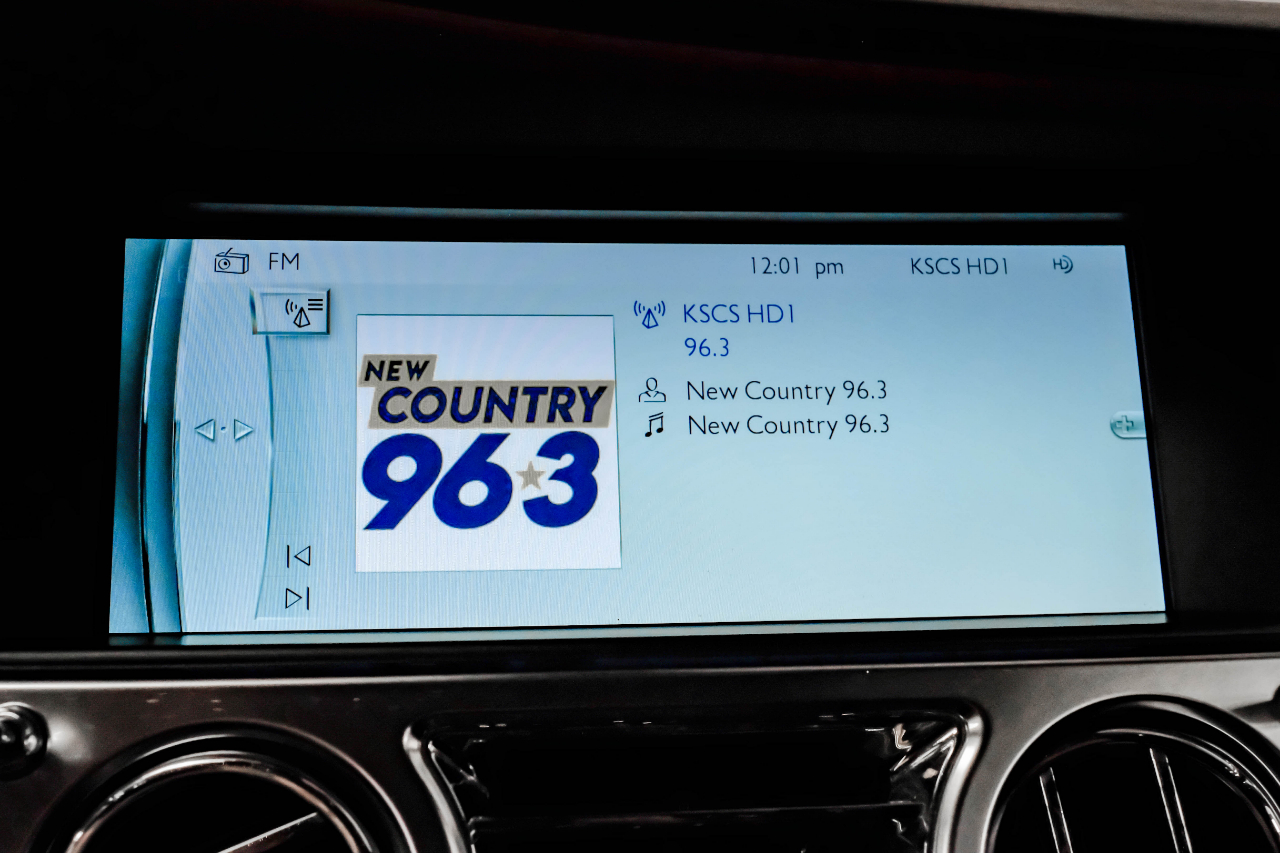 FM
12:01 pm
KSCS HD1
HD
KSCS HD1
96.3
New Country 96.3
New Country 96.3
NEW
COUNTRY
96★3